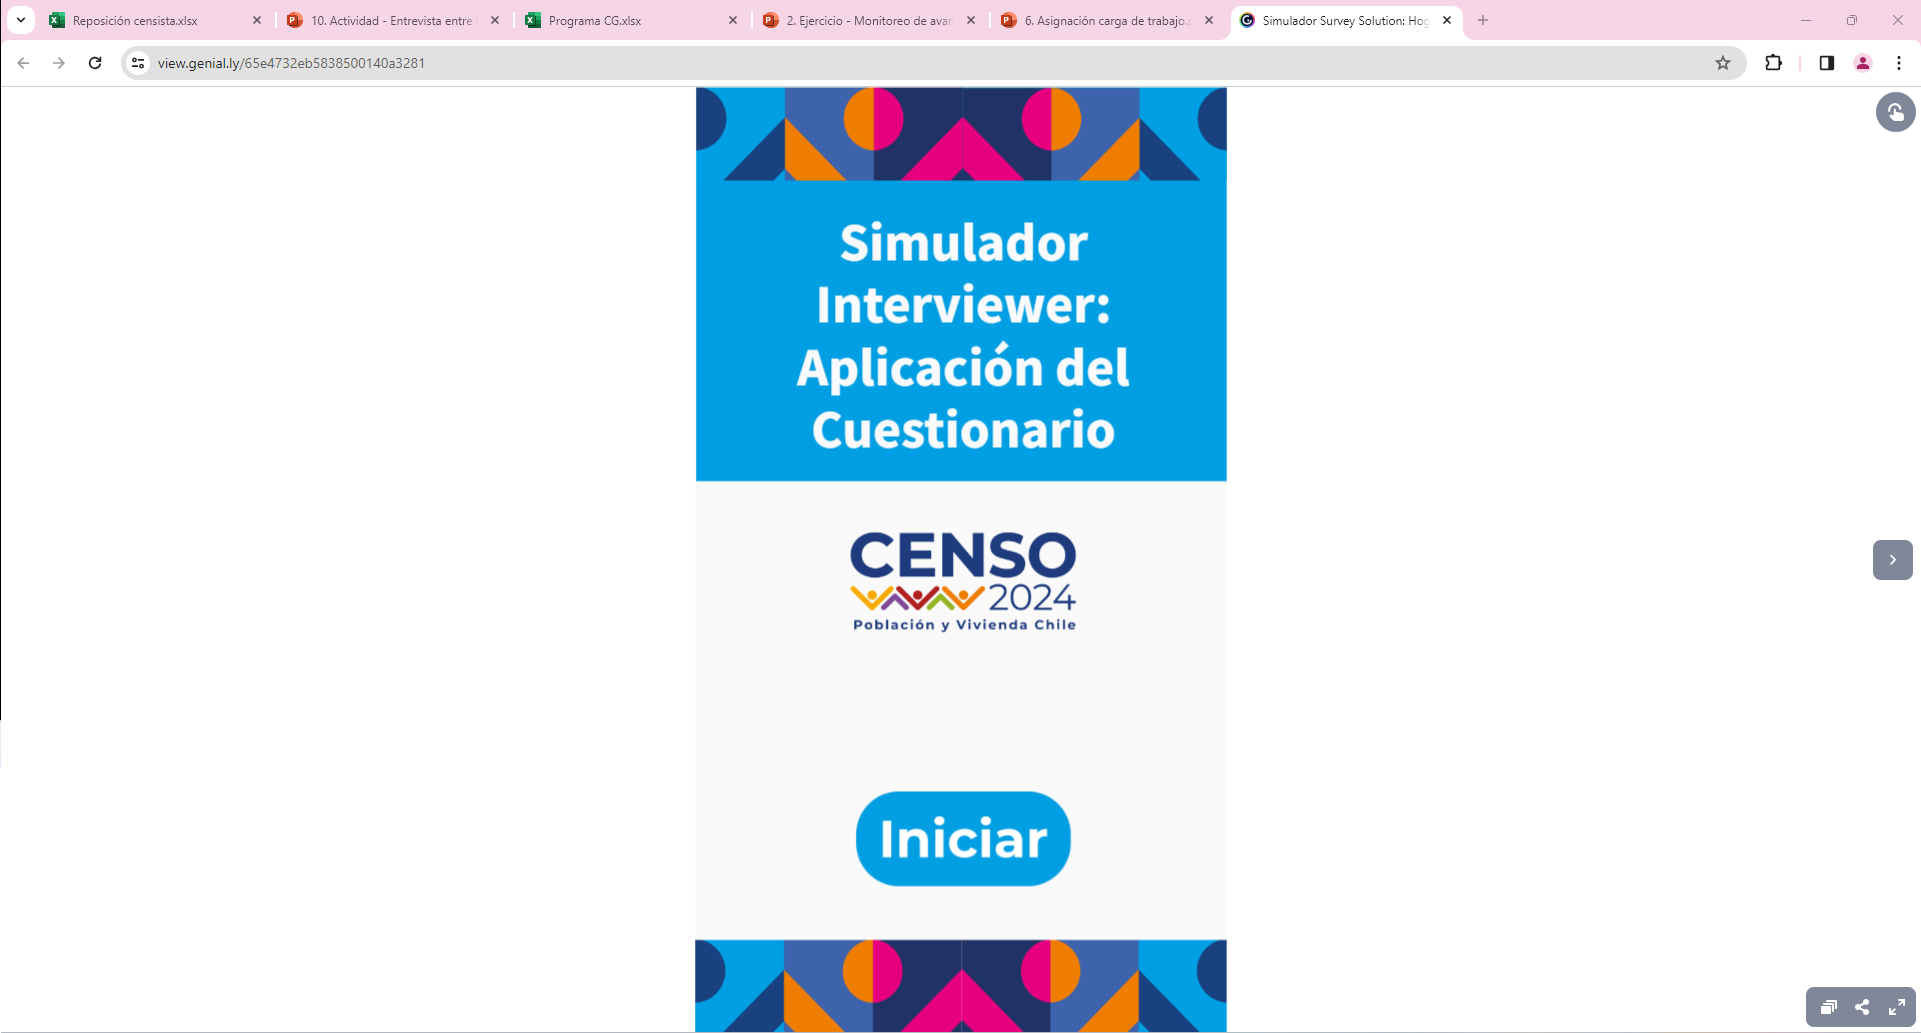 Reposición censista.xlsx
10. Actividad - Entrevista entre
Programa CG.xlsx
2. Ejercicio - Monitoreo de avan
6. Asignación carga de trabajo.
Simulador Survey Solution: Hog
view.genial.ly/65e4732eb5838500140a3281
Simulador
Interviewer:
Aplicación del
Cuestionario
CENSO
2024
Población y Vivienda Chile
Iniciar